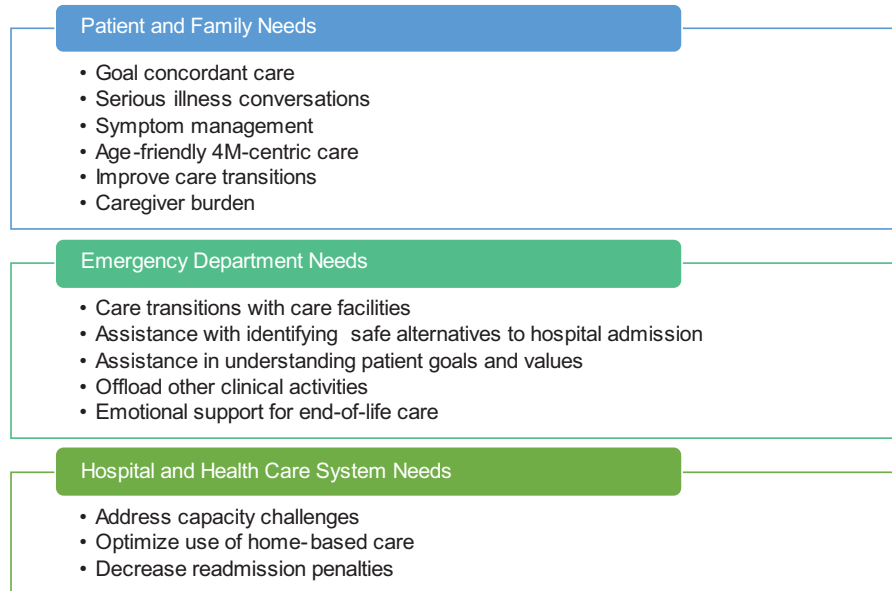 Patient and Family Needs
• Goal concordant care
• Serious illness conversations
• Symptom management
• Age-friendly 4M-centric care
• Improve care transitions
• Caregiver burden
Emergency Department Needs
• Care transitions with care facilities
• Assistance with identifying safe alternatives to hospital admission
• Assistance in understanding patient goals and values
• Offload other clinical activities
• Emotional support for end-of-life care
Hospital and Health Care System Needs
• Address capacity challenges
• Optimize use of home-based care
• Decrease readmission penalties